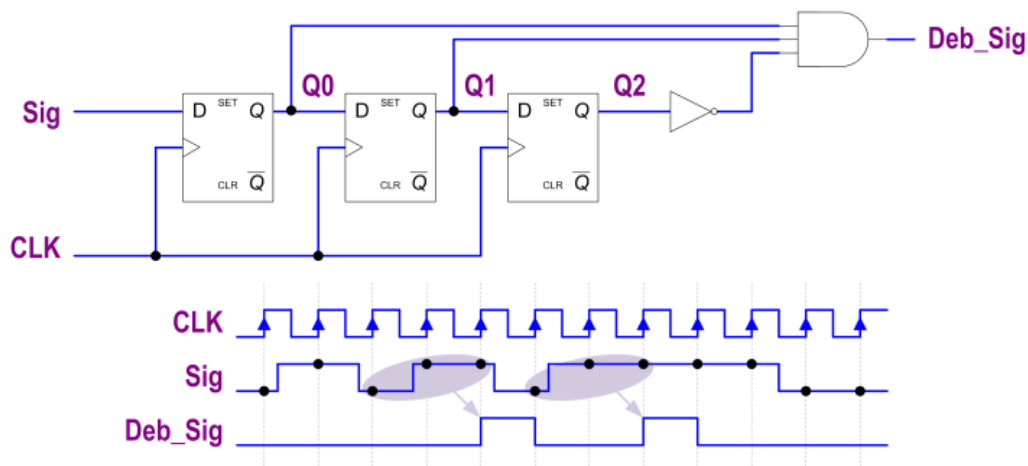 Deb_Sig
Q0
Q1
Q2
Sig
D SET Q
D SET Q
D SET Q
CLR Q̅
CLR Q̅
CLR Q̅
CLK
CLK
Sig
Deb_Sig